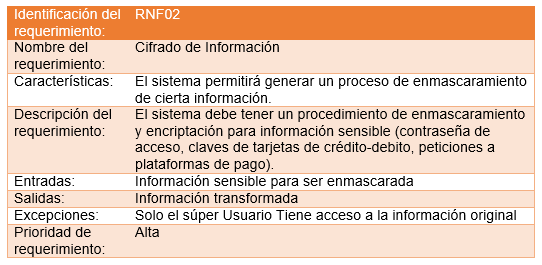 Identificación del requerimiento: RNF02
Nombre del requerimiento: Cifrado de Información
Características: El sistema permitirá generar un proceso de enmascaramiento
de cierta información.
Descripción del requerimiento: El sistema debe tener un procedimiento de enmascaramiento
y encriptación para información sensible (contraseña de
acceso, claves de tarjetas de crédito-debito, peticiones a
plataformas de pago).
Entradas: Información sensible para ser enmascarada
Salidas: Información transformada
Excepciones: Solo el súper Usuario Tiene acceso a la información original
Prioridad de requerimiento: Alta